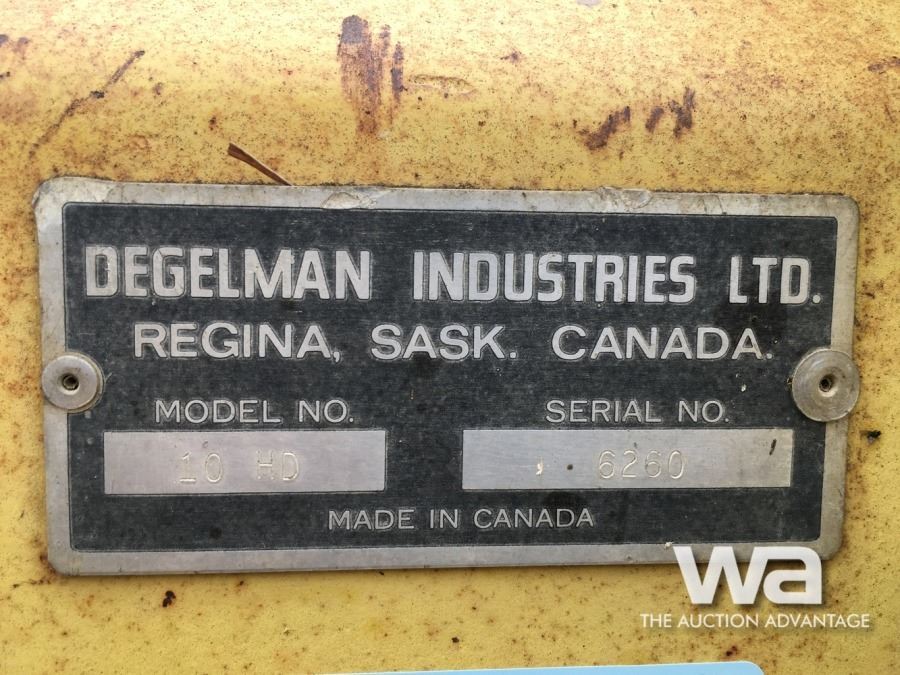 DEGELMAN INDUSTRIES LTD.
REGINA, SASK. CANADA.
MODEL NO. SERIAL NO.
10 HD 6260
MADE IN CANADA
wa
THE AUCTION ADVANTAGE